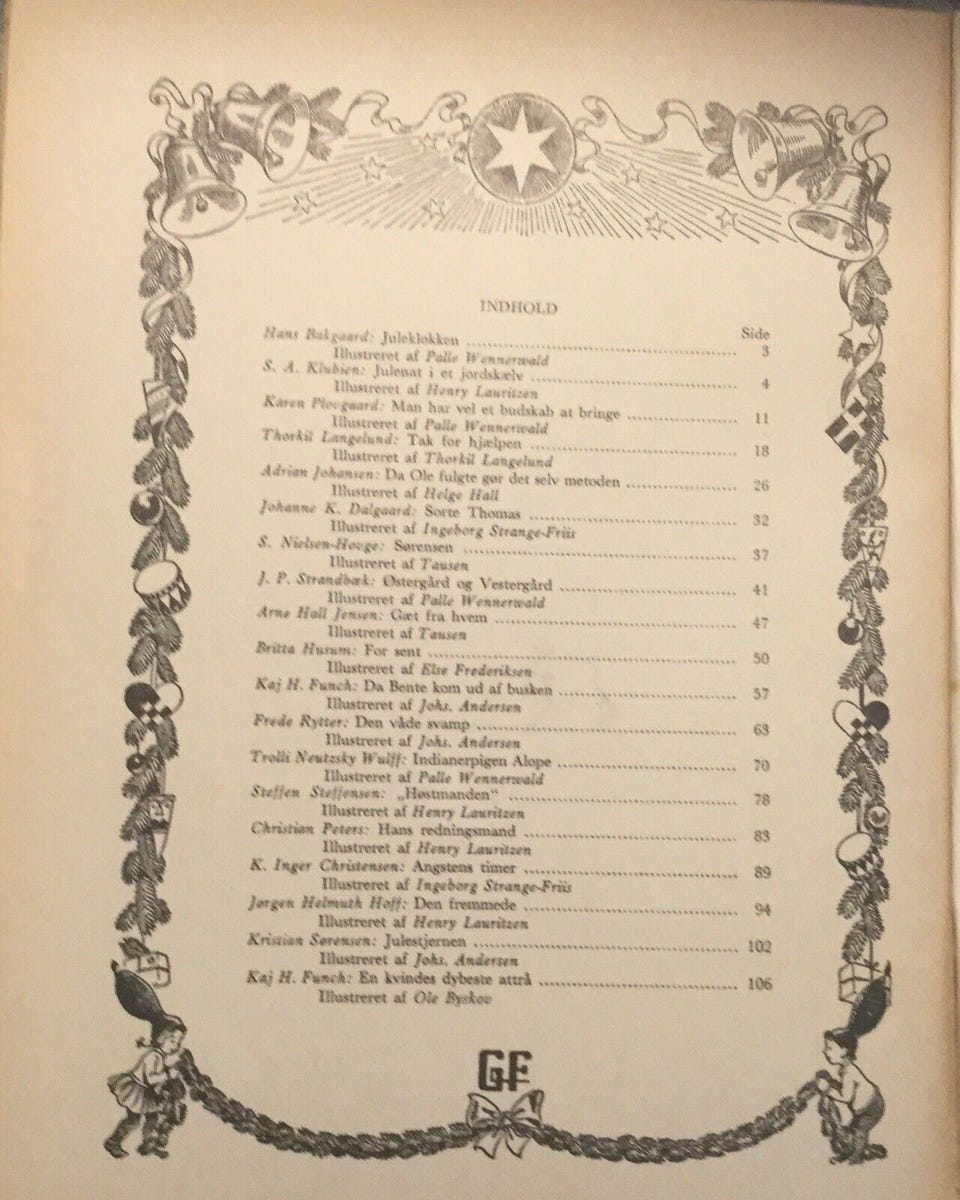 INDHOLD
Side
Hans Bakgaard: Juleklokken 3
Illustreret af Palle Wennerwald
S. A. Klubien: Julenat i et jordskælv 4
Illustreret af Henry Lauritzen
Karen Plovgaard: Man har vel et budskab at bringe 11
Illustreret af Palle Wennerwald
Thorkil Langelund: Tak for hjælpen 18
Illustreret af Thorkil Langelund
Adrian Johansen: Da Ole fulgte gør det selv metoden 26
Illustreret af Helge Hall
Johanne K. Dalgaard: Sorte Thomas 32
Illustreret af Ingeborg Strange-Friis
S. Nielsen-Hovge: Sørensen 37
Illustreret af Tausen
J. P. Strandbæk: Østergård og Vestergård 41
Illustreret af Palle Wennerwald
Arne Hall Jensen: Gæt fra hvem 47
Illustreret af Tausen
Britta Husum: For sent 50
Illustreret af Else Frederiksen
Kaj H. Funch: Da Bente kom ud af busken 57
Illustreret af Johs. Andersen
Frede Rytter: Den våde svamp 63
Illustreret af Johs. Andersen
Trolli Neutzsky Wulff: Indianerpigen Alope 70
Illustreret af Palle Wennerwald
Steffen Steffensen: „Høstmanden“ 78
Illustreret af Henry Lauritzen
Christian Peters: Hans redningsmand 83
Illustreret af Henry Lauritzen
K. Inger Christensen: Angstens timer 89
Illustreret af Ingeborg Strange-Friis
Jørgen Helmuth Hoff: Den fremmede 94
Illustreret af Henry Lauritzen
Kristian Sørensen: Julestjernen 102
Illustreret af Johs. Andersen
Kaj H. Funch: En kvindes dybeste attrå 106
Illustreret af Ole Byskov
GF